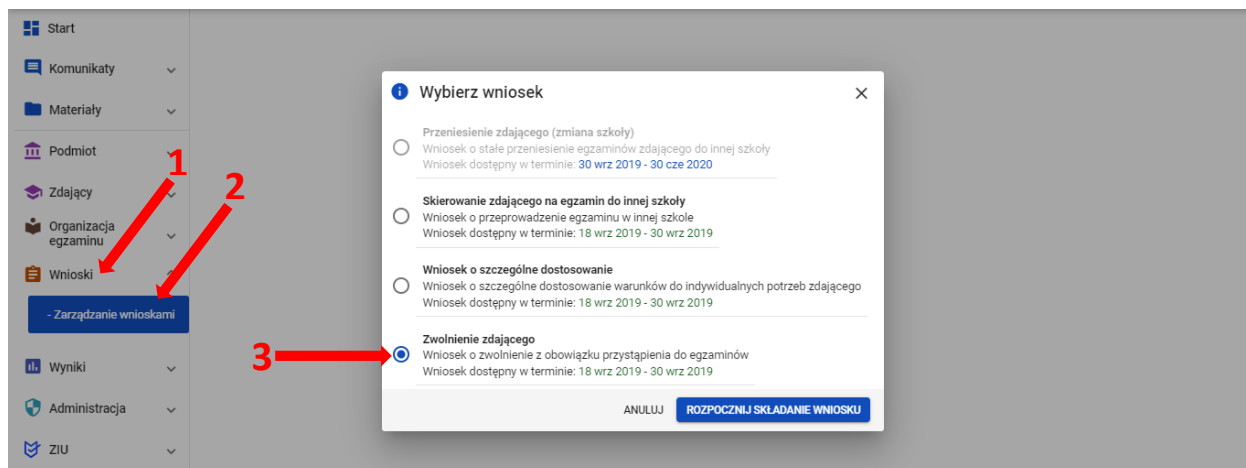 Start
Komunikaty
Materiały
Podmiot
1
Zdający
2
Organizacja
egzaminu
Wnioski
- Zarządzanie wnioskami
3
Wyniki
Administracja
ZIU
Wybierz wniosek
Przeniesienie zdającego (zmiana szkoły)
Wniosek o stałe przeniesienie egzaminów zdającego do innej szkoły
Wniosek dostępny w terminie: 30 wrz 2019 - 30 cze 2020
Skierowanie zdającego na egzamin do innej szkoły
Wniosek o przeprowadzenie egzaminu w innej szkole
Wniosek dostępny w terminie: 18 wrz 2019 - 30 wrz 2019
Wniosek o szczególne dostosowanie
Wniosek o szczególne dostosowanie warunków do indywidualnych potrzeb zdającego
Wniosek dostępny w terminie: 18 wrz 2019 - 30 wrz 2019
Zwolnienie zdającego
Wniosek o zwolnienie z obowiązku przystąpienia do egzaminów
Wniosek dostępny w terminie: 18 wrz 2019 - 30 wrz 2019
ANULUJ ROZPOCZNIJ SKŁADANIE WNIOSKU